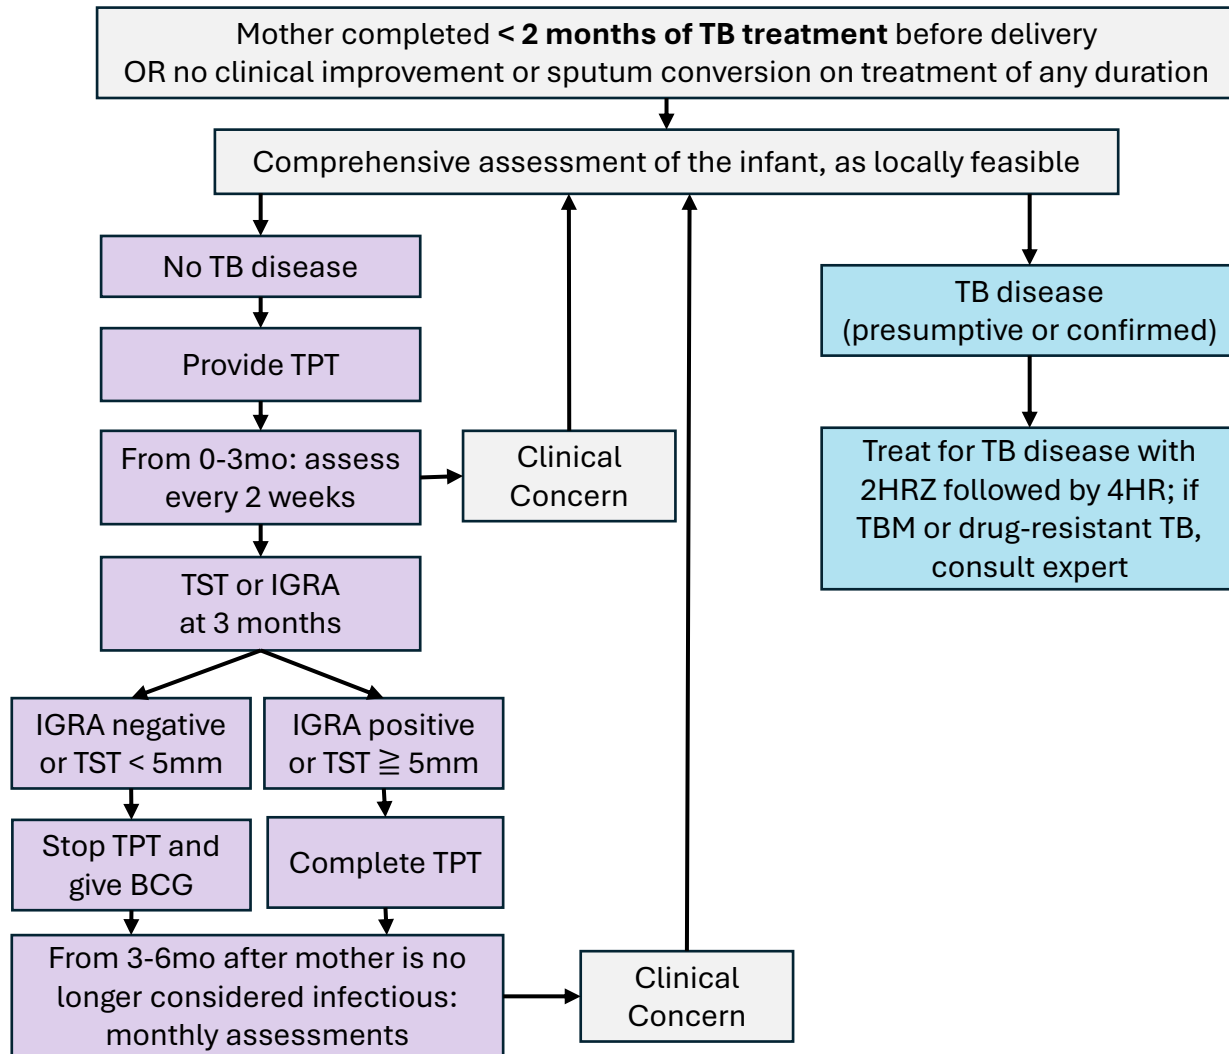 Mother completed < 2 months of TB treatment before delivery
OR no clinical improvement or sputum conversion on treatment of any duration
Comprehensive assessment of the infant, as locally feasible
No TB disease
Provide TPT
From 0-3mo: assess
every 2 weeks
Clinical
Concern
TB disease
(presumptive or confirmed)
Treat for TB disease with
2HRZ followed by 4HR; if
TBM or drug-resistant TB,
consult expert
TST or IGRA
at 3 months
IGRA negative
or TST < 5mm
IGRA positive
or TST ≧ 5mm
Stop TPT and
give BCG
Complete TPT
From 3-6mo after mother is no
longer considered infectious:
monthly assessments
Clinical
Concern